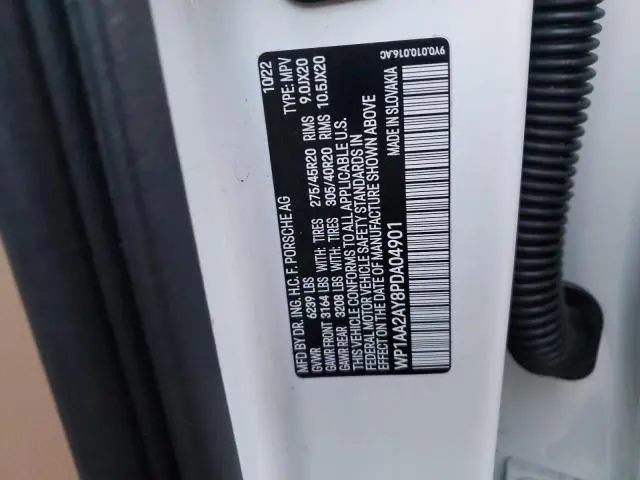 MFD BY DR. ING. H.C. F. PORSCHE AG 10/22
GVWR 6239 LBS TYPE: MPV
GAWR FRONT 3164 LBS WITH: TIRES 275/45R20 RIMS 9.0JX20
GAWR REAR 3208 LBS WITH: TIRES 305/40R20 RIMS 10.5JX20
THIS VEHICLE CONFORMS TO ALL APPLICABLE U.S.
FEDERAL MOTOR VEHICLE SAFETY STANDARDS IN
EFFECT ON THE DATE OF MANUFACTURE SHOWN ABOVE
WP1AA2AY8PDA04901 MADE IN SLOVAKIA
9Y0.010.016.AC